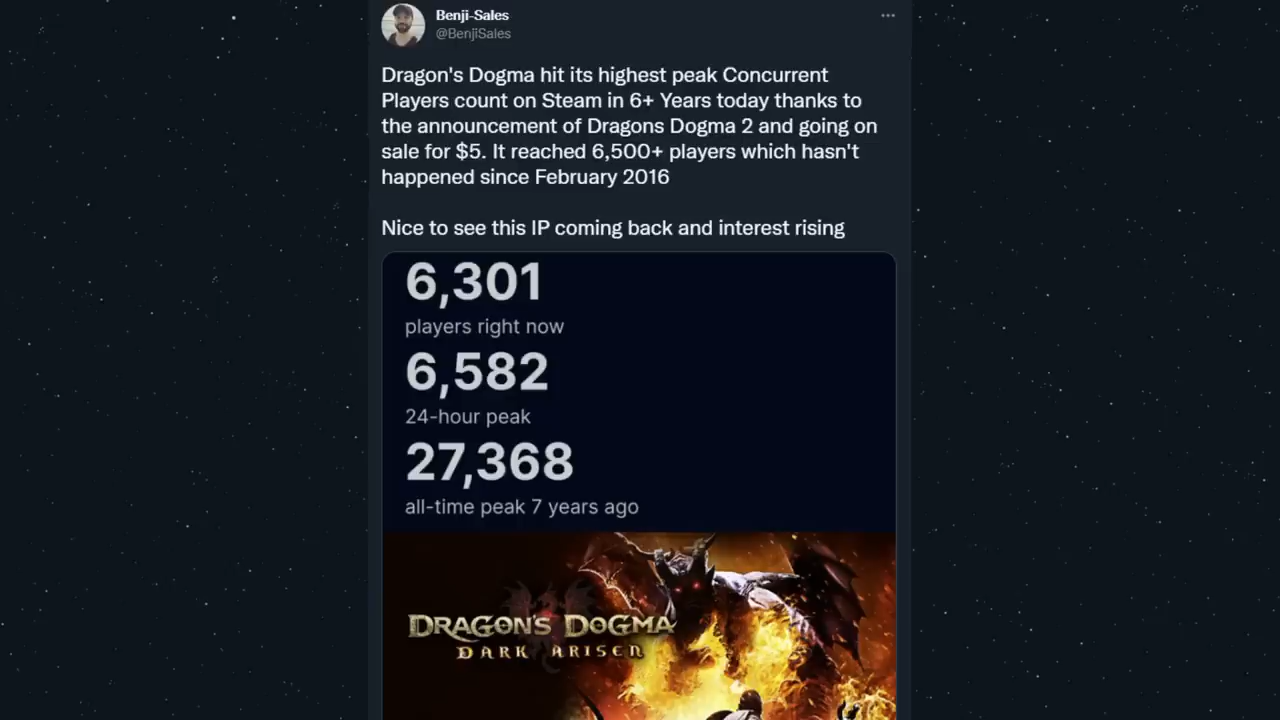 Benji-Sales
@BenjiSales
Dragon's Dogma hit its highest peak Concurrent
Players count on Steam in 6+ Years today thanks to
the announcement of Dragons Dogma 2 and going on
sale for $5. It reached 6,500+ players which hasn't
happened since February 2016
Nice to see this IP coming back and interest rising
6,301
players right now
6,582
24-hour peak
27,368
all-time peak 7 years ago
DRAGON'S DOGMA
DARK ARISEN